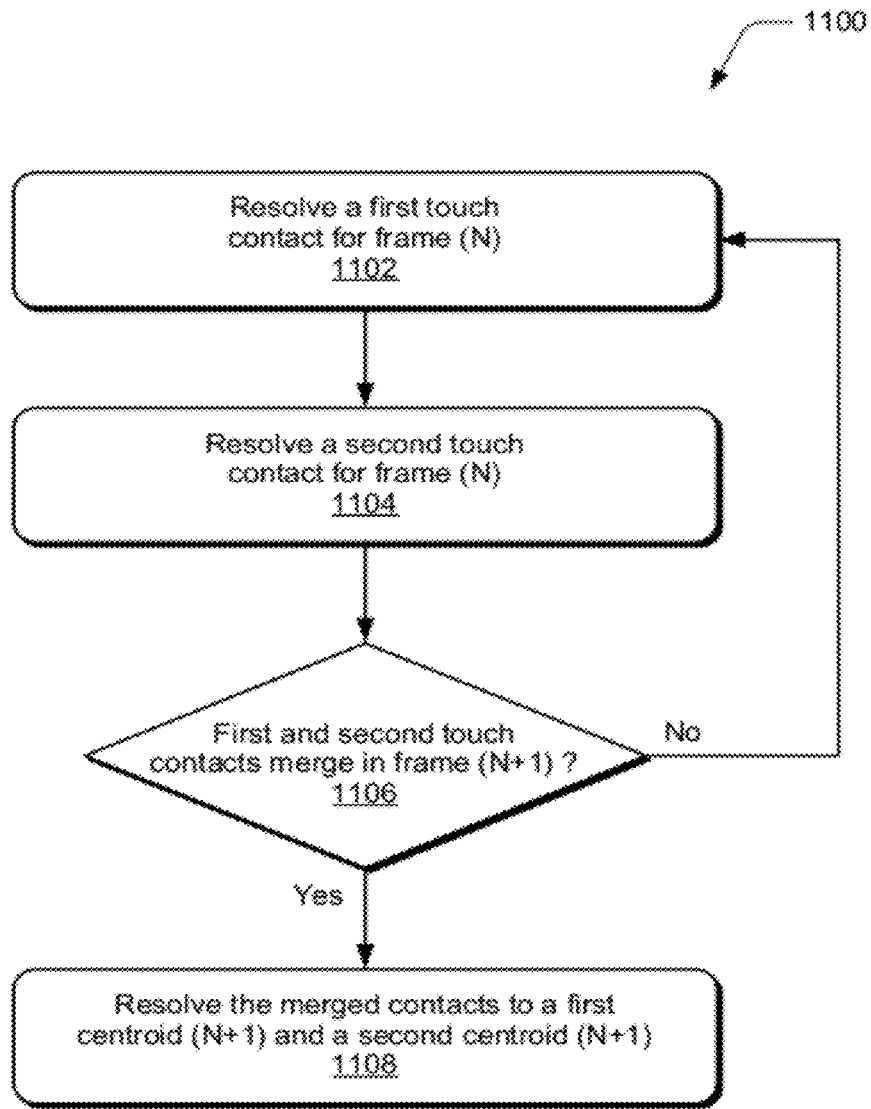 1100
Resolve a first touch
contact for frame (N)
1102
Resolve a second touch
contact for frame (N)
1104
First and second touch
contacts merge in frame (N+1) ?
1106
No
Yes
Resolve the merged contacts to a first
centroid (N+1) and a second centroid (N+1)
1108